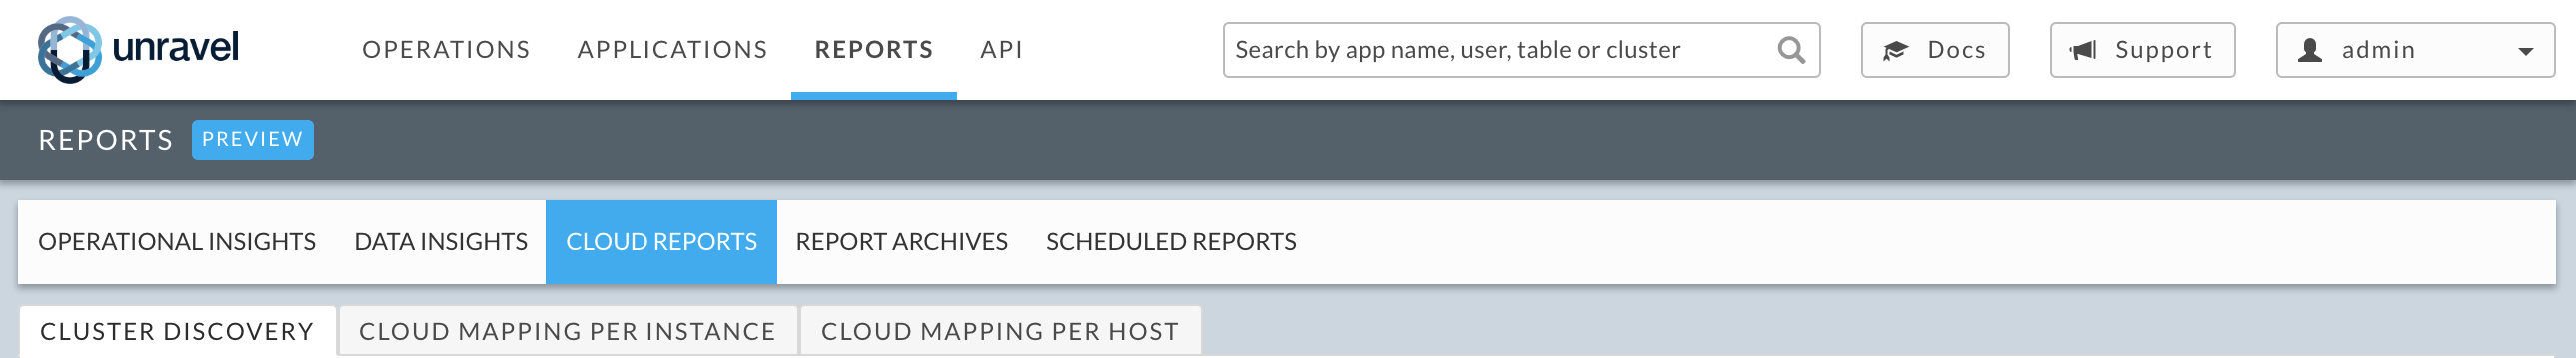 unravel OPERATIONS APPLICATIONS REPORTS API Search by app name, user, table or cluster Docs Support admin
REPORTS PREVIEW
OPERATIONAL INSIGHTS DATA INSIGHTS CLOUD REPORTS REPORT ARCHIVES SCHEDULED REPORTS
CLUSTER DISCOVERY CLOUD MAPPING PER INSTANCE CLOUD MAPPING PER HOST